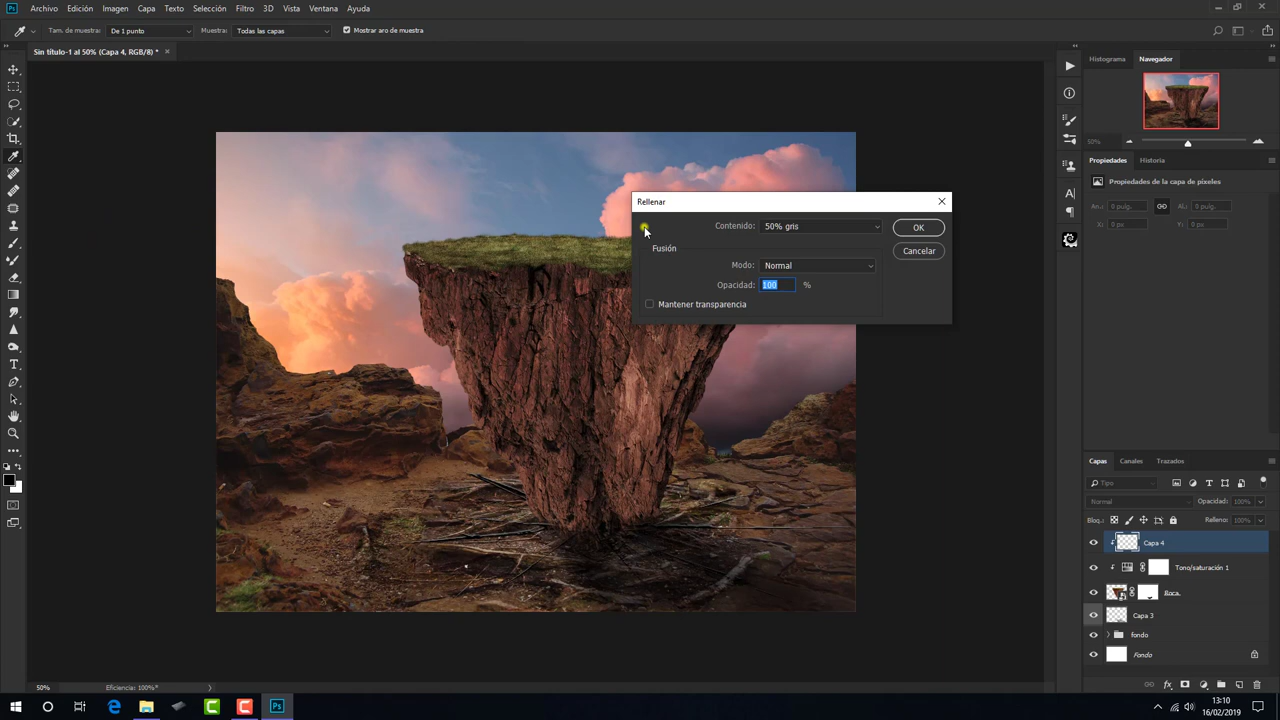 Ps Archivo Edición Imagen Capa Texto Selección Filtro 3D Vista Ventana Ayuda
Tam. de muestra: De 1 punto Muestra: Todas las capas Mostrar aro de muestra
Sin título-1 al 50% (Capa 4, RGB/8) * ×
Histograma Navegador
50%
Propiedades Historia
Propiedades de la capa de píxeles
An.: 0 pulg. Al.: 0 pulg.
X: 0 px Y: 0 px
Rellenar
Contenido: 50% gris OK
Fusión Cancelar
Modo: Normal
Opacidad: 100 %
Mantener transparencia
Capas Canales Trazados
Tipo
Normal Opacidad: 100%
Bloq.: Relleno: 100%
Capa 4
Tono/saturación 1
Roca.
Capa 3
fondo
Fondo
50% Eficiencia: 100%*
13:10
16/02/2019